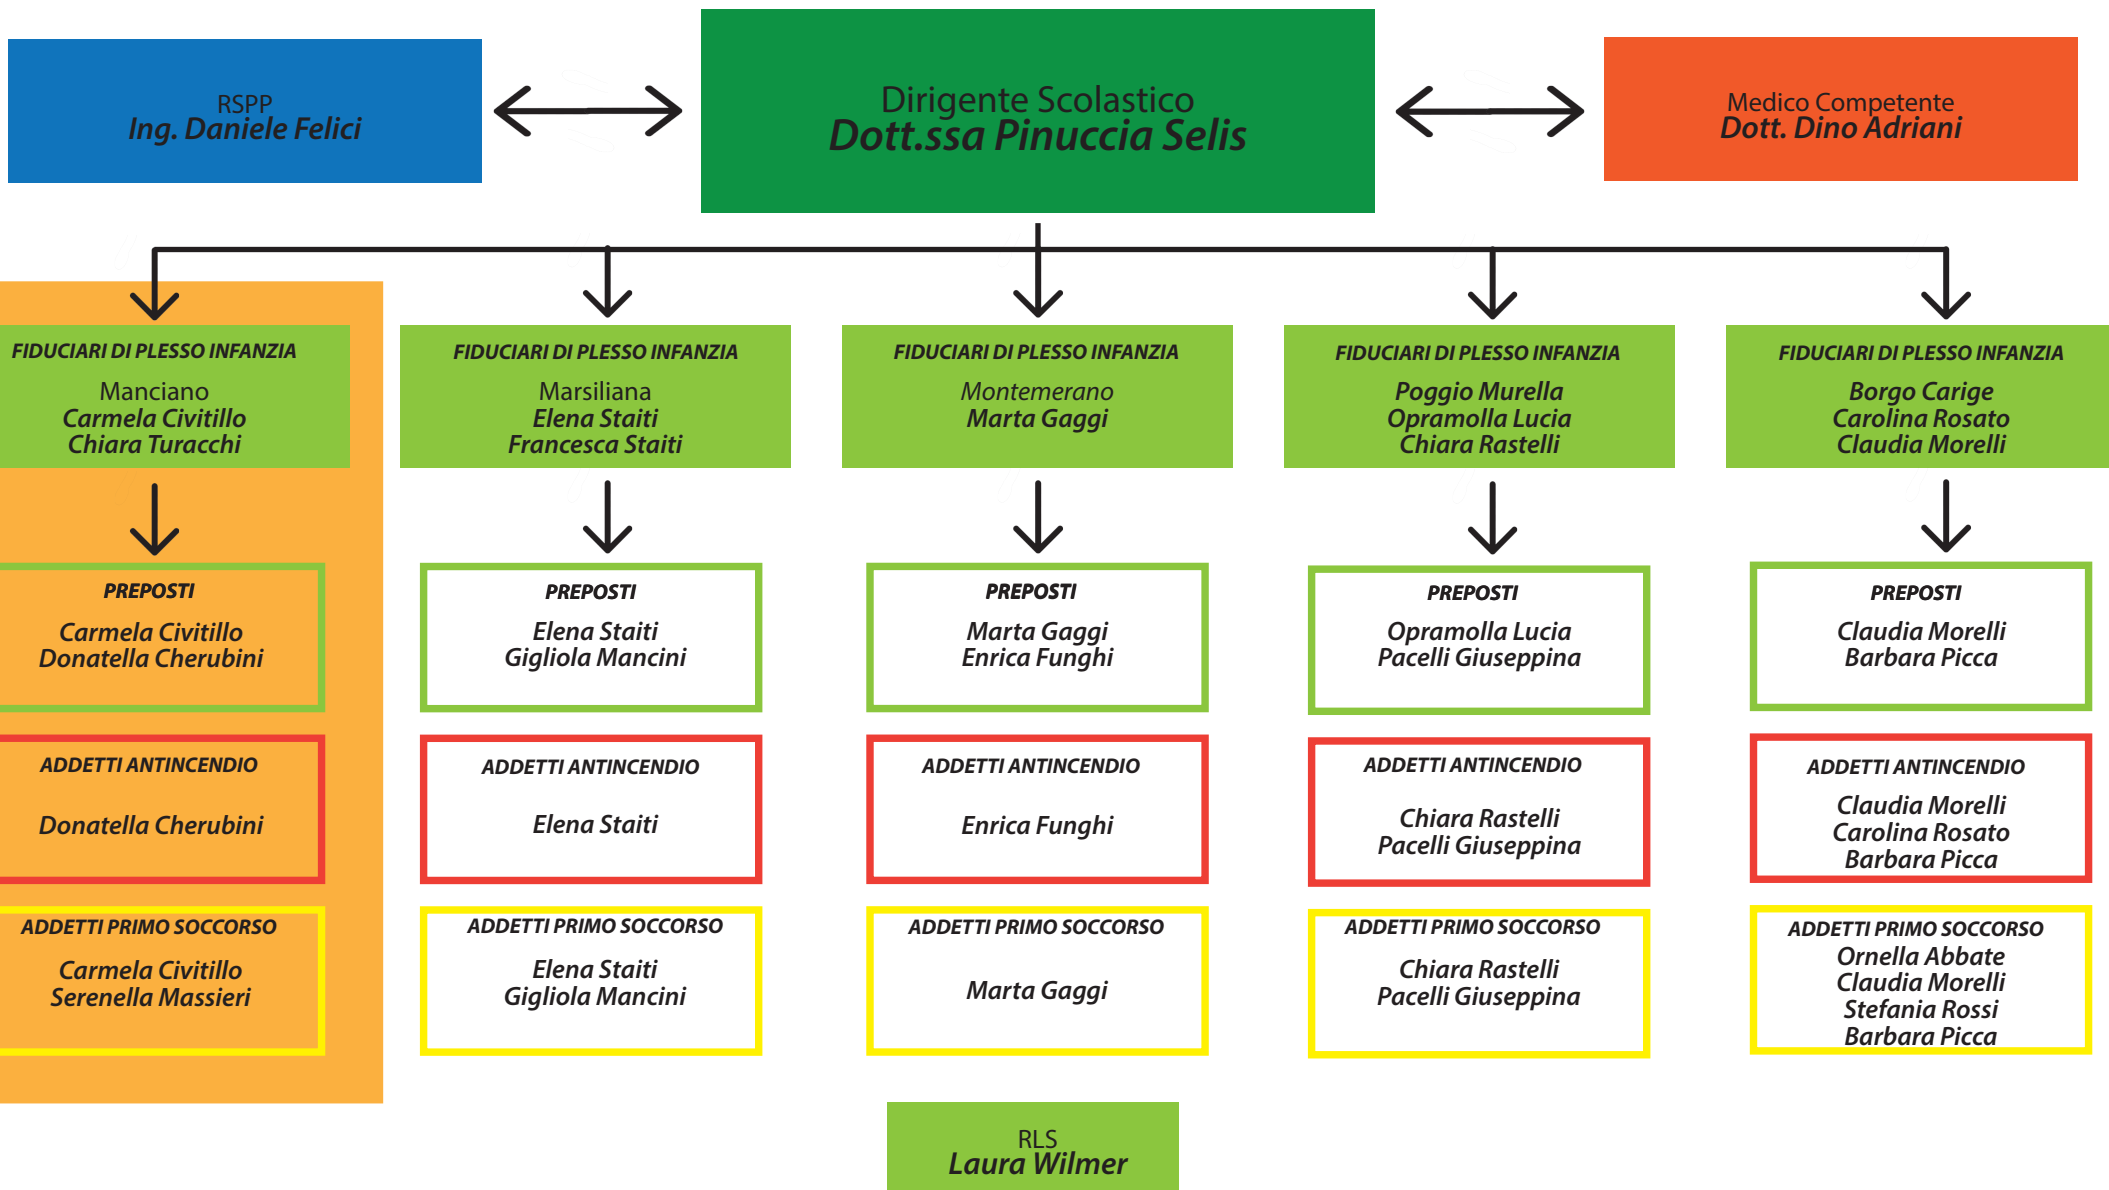 RSPP
Ing. Daniele Felici
Dirigente Scolastico
Dott.ssa Pinuccia Selis
Medico Competente
Dott. Dino Adriani
FIDUCIARI DI PLESSO INFANZIA
Manciano
Carmela Civitillo
Chiara Turacchi
FIDUCIARI DI PLESSO INFANZIA
Marsiliana
Elena Staiti
Francesca Staiti
FIDUCIARI DI PLESSO INFANZIA
Montemerano
Marta Gaggi
FIDUCIARI DI PLESSO INFANZIA
Poggio Murella
Opramolla Lucia
Chiara Rastelli
FIDUCIARI DI PLESSO INFANZIA
Borgo Carige
Carolina Rosato
Claudia Morelli
PREPOSTI
Carmela Civitillo
Donatella Cherubini
PREPOSTI
Elena Staiti
Gigliola Mancini
PREPOSTI
Marta Gaggi
Enrica Funghi
PREPOSTI
Opramolla Lucia
Pacelli Giuseppina
PREPOSTI
Claudia Morelli
Barbara Picca
ADDETTI ANTINCENDIO
Donatella Cherubini
ADDETTI ANTINCENDIO
Elena Staiti
ADDETTI ANTINCENDIO
Enrica Funghi
ADDETTI ANTINCENDIO
Chiara Rastelli
Pacelli Giuseppina
ADDETTI ANTINCENDIO
Claudia Morelli
Carolina Rosato
Barbara Picca
ADDETTI PRIMO SOCCORSO
Carmela Civitillo
Serenella Massieri
ADDETTI PRIMO SOCCORSO
Elena Staiti
Gigliola Mancini
ADDETTI PRIMO SOCCORSO
Marta Gaggi
ADDETTI PRIMO SOCCORSO
Chiara Rastelli
Pacelli Giuseppina
ADDETTI PRIMO SOCCORSO
Ornella Abbate
Claudia Morelli
Stefania Rossi
Barbara Picca
RLS
Laura Wilmer